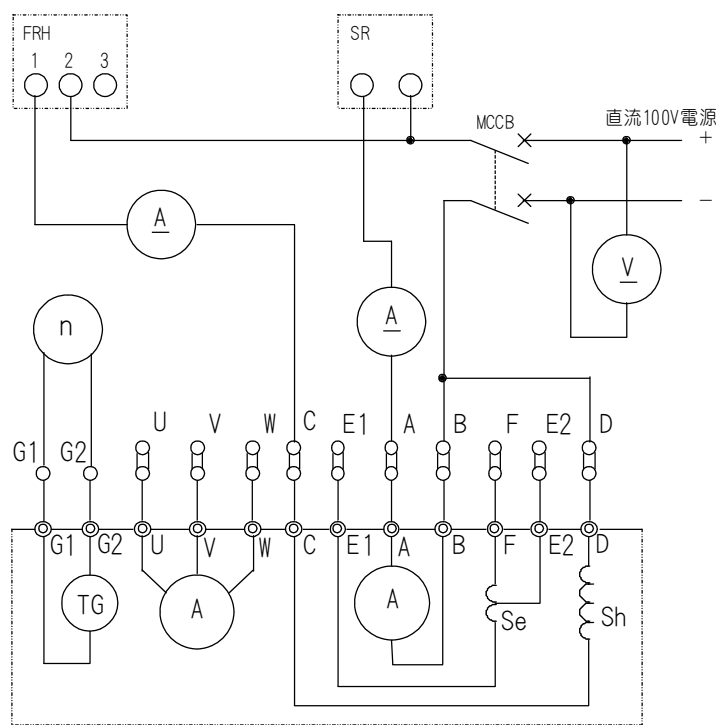 FRH
1 2 3
SR
MCCB
直流100V電源
+
−
A
V
A
n
U V W C E1 A B F E2 D
G1 G2
G1 G2 U V W C E1 A B F E2 D
TG
A
A
Se
Sh